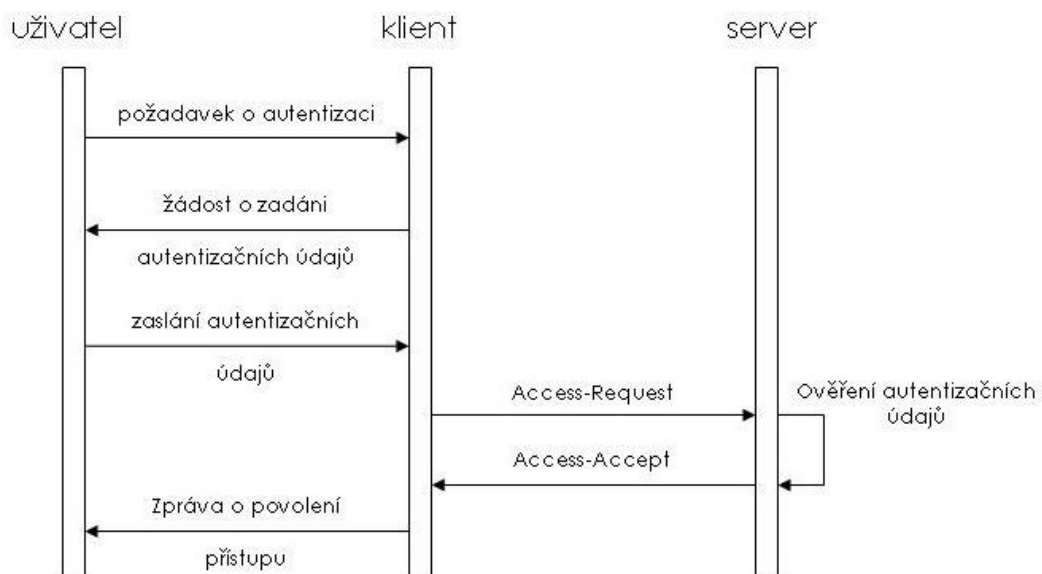 uživatel
klient
server
požadavek o autentizaci
žádost o zadáni
autentizačních údajů
zaslání autentizačních
údajů
Access-Request
Ověření autentizačních
údajů
Access-Accept
Zpráva o povolení
přístupu